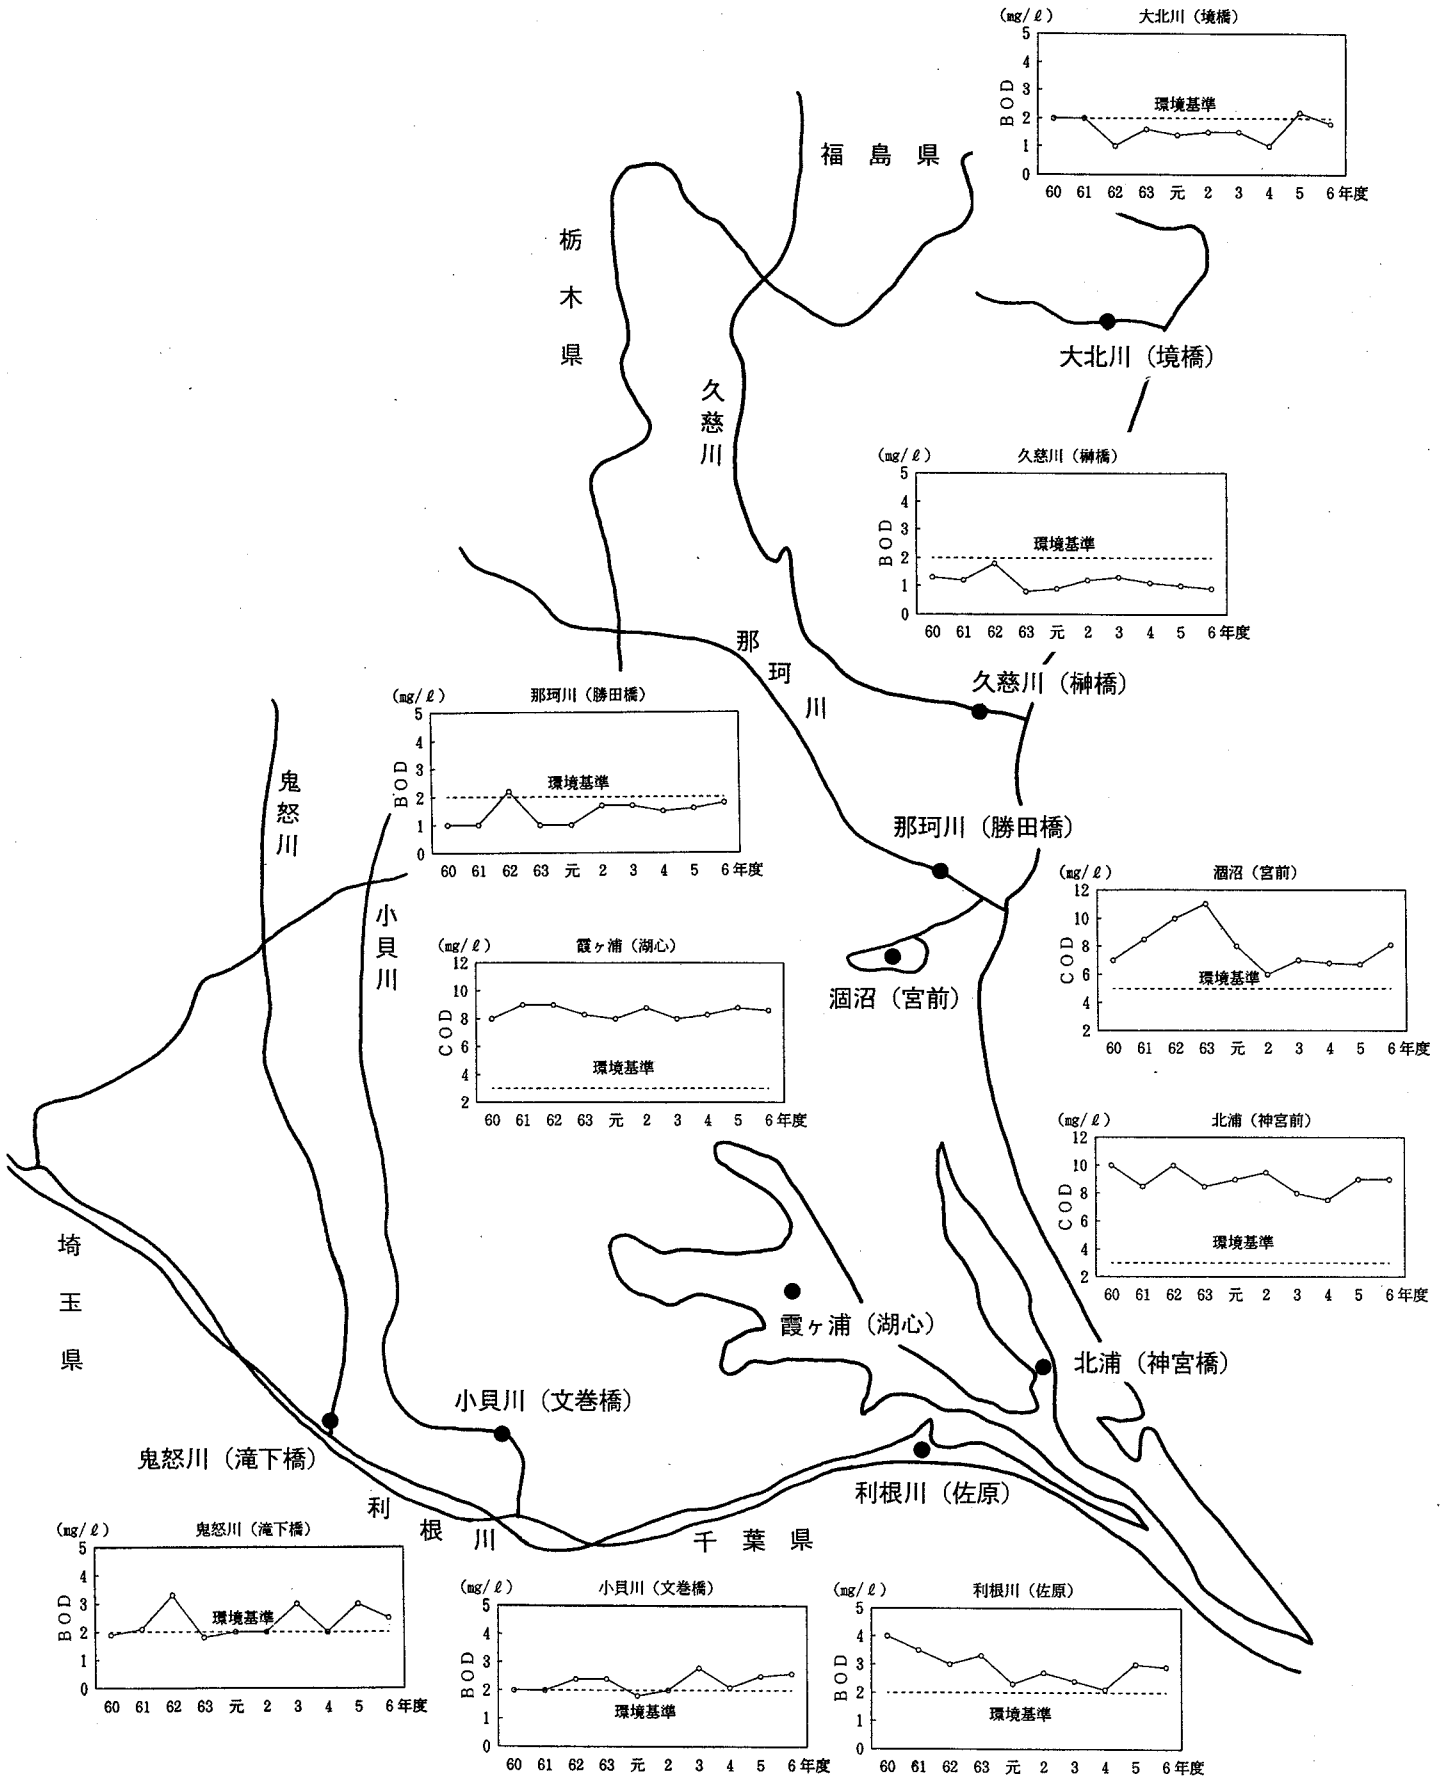 (mg/ℓ) 大北川（境橋）
5
4
3
2
1
0
BOD
環境基準
60 61 62 63 元 2 3 4 5 6年度
福島県
栃木県
大北川（境橋）
久慈川
(mg/ℓ) 久慈川（榊橋）
5
4
3
2
1
0
BOD
環境基準
60 61 62 63 元 2 3 4 5 6年度
那珂川
久慈川（榊橋）
(mg/ℓ) 那珂川（勝田橋）
5
4
3
2
1
0
BOD
環境基準
60 61 62 63 元 2 3 4 5 6年度
鬼怒川
那珂川（勝田橋）
小貝川
(mg/ℓ) 涸沼（宮前）
12
10
8
6
4
2
COD
環境基準
60 61 62 63 元 2 3 4 5 6年度
(mg/ℓ) 霞ヶ浦（湖心）
12
10
8
6
4
2
COD
環境基準
60 61 62 63 元 2 3 4 5 6年度
涸沼（宮前）
(mg/ℓ) 北浦（神宮前）
12
10
8
6
4
2
COD
環境基準
60 61 62 63 元 2 3 4 5 6年度
埼玉県
霞ヶ浦（湖心）
北浦（神宮橋）
小貝川（文巻橋）
鬼怒川（滝下橋）
利根川（佐原）
利根川
千葉県
(mg/ℓ) 鬼怒川（滝下橋）
5
4
3
2
1
0
BOD
環境基準
60 61 62 63 元 2 3 4 5 6年度
(mg/ℓ) 小貝川（文巻橋）
5
4
3
2
1
0
BOD
環境基準
60 61 62 63 元 2 3 4 5 6年度
(mg/ℓ) 利根川（佐原）
5
4
3
2
1
0
BOD
環境基準
60 61 62 63 元 2 3 4 5 6年度